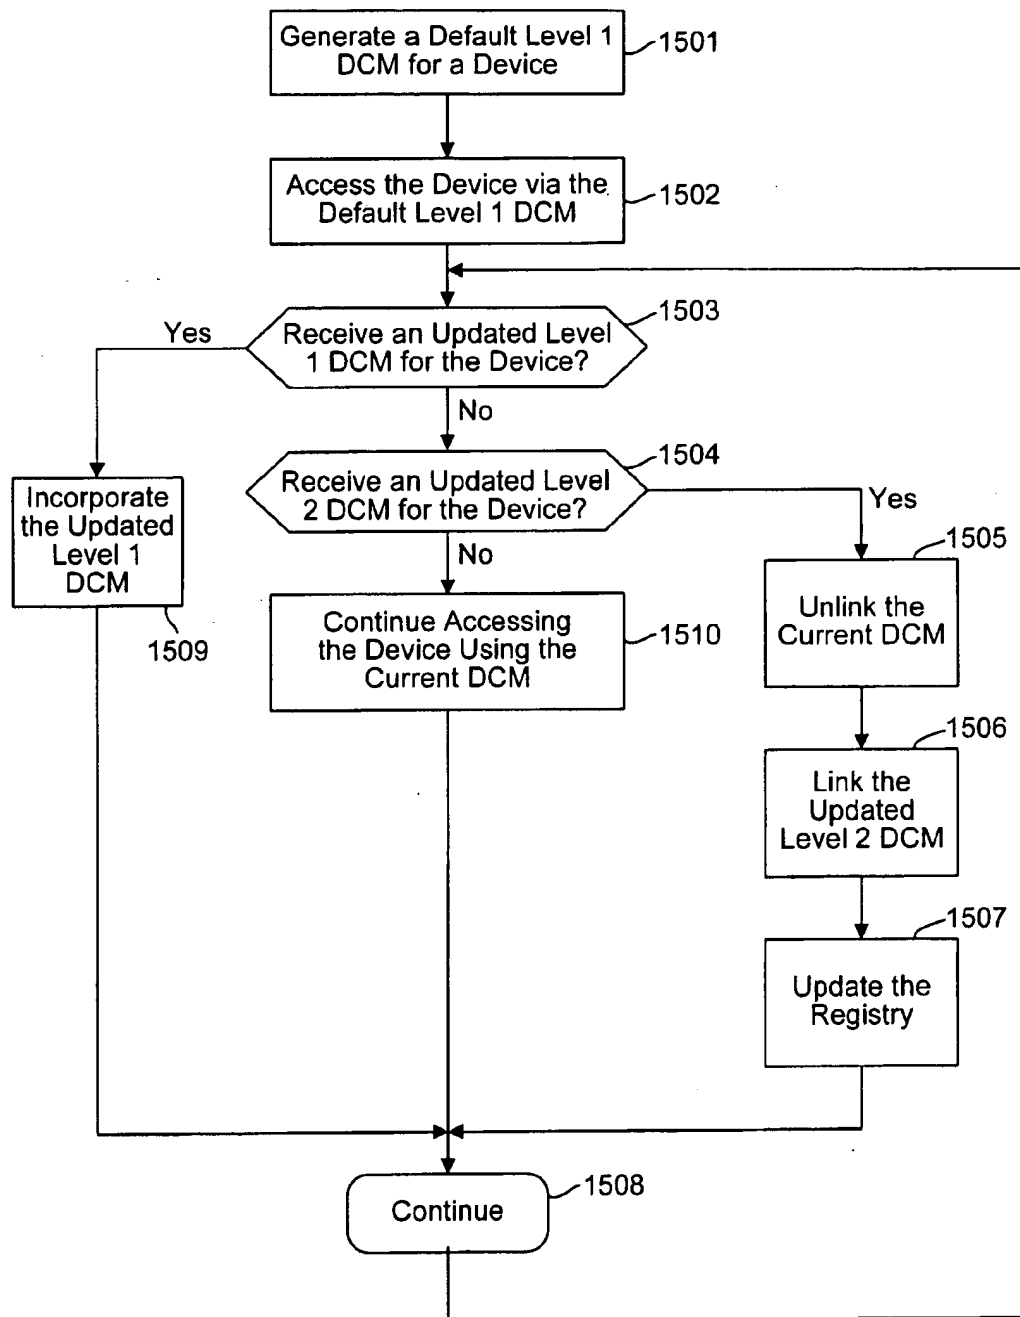 Generate a Default Level 1
DCM for a Device
1501
Access the Device via the
Default Level 1 DCM
1502
Receive an Updated Level
1 DCM for the Device?
1503
Yes
No
Receive an Updated Level
2 DCM for the Device?
1504
Yes
No
Incorporate
the Updated
Level 1
DCM
1509
Continue Accessing
the Device Using the
Current DCM
1510
1505
Unlink the
Current DCM
1506
Link the
Updated
Level 2 DCM
1507
Update the
Registry
Continue
1508